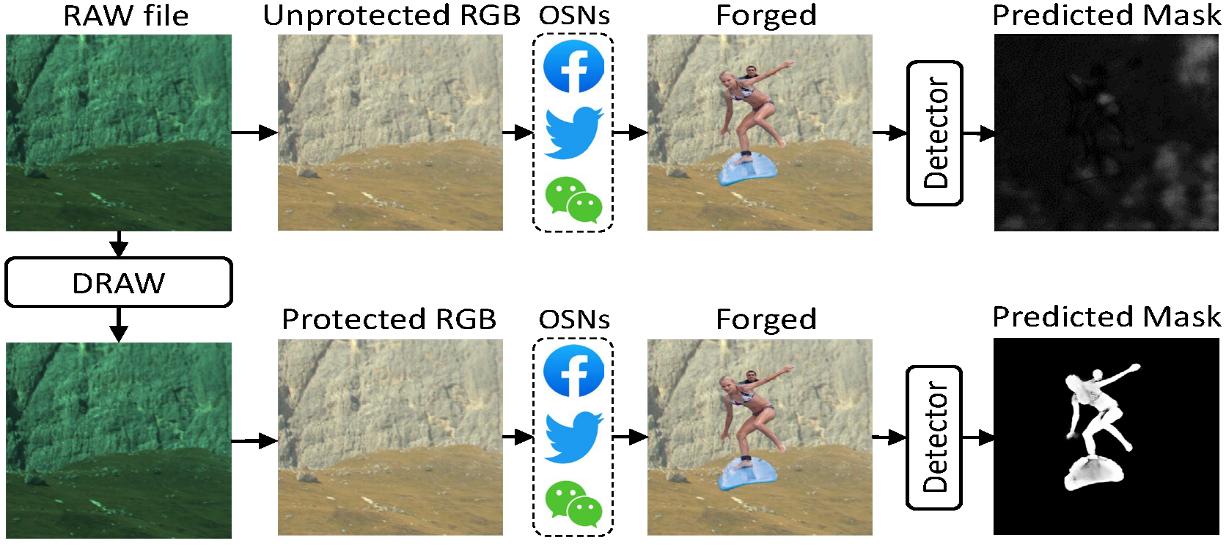 RAW file
Unprotected RGB
OSNs
Forged
Predicted Mask
Detector
DRAW
Protected RGB
OSNs
Forged
Predicted Mask
Detector